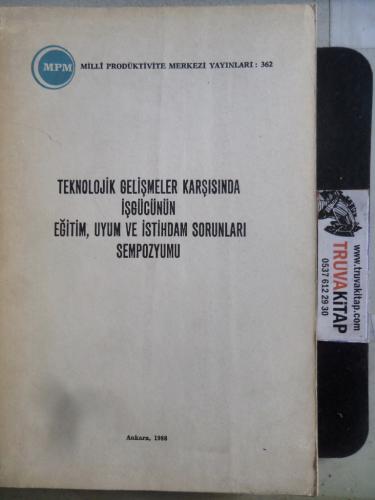 MPM
MİLLÎ PRODÜKTİVİTE MERKEZİ YAYINLARI : 362
TEKNOLOJİK GELİŞMELER KARŞISINDA
İŞGÜCÜNÜN
EĞİTİM, UYUM VE İSTİHDAM SORUNLARI
SEMPOZYUMU
Ankara, 1988
www.truvakitap.com
TRUVAKİTAP
0537 612 29 30